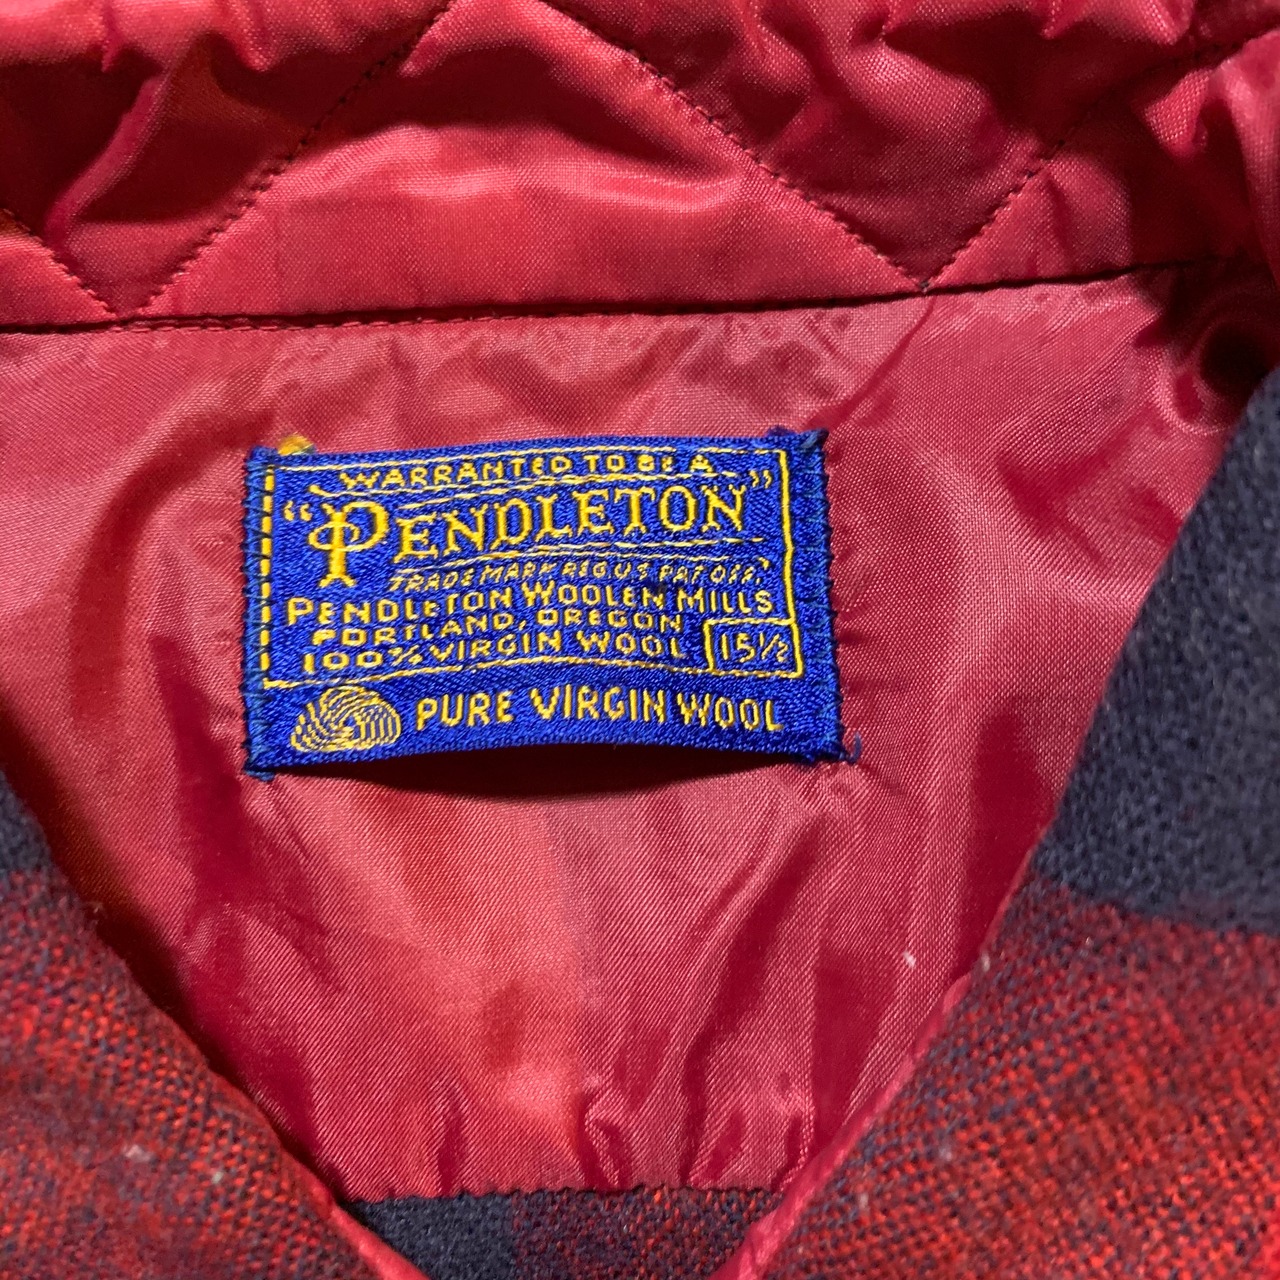 WARRANTED TO BE A
"PENDLETON"
TRADE MARK REG. U.S. PAT. OFF.
PENDLETON WOOLEN MILLS
PORTLAND, OREGON
100% VIRGIN WOOL 15½
PURE VIRGIN WOOL